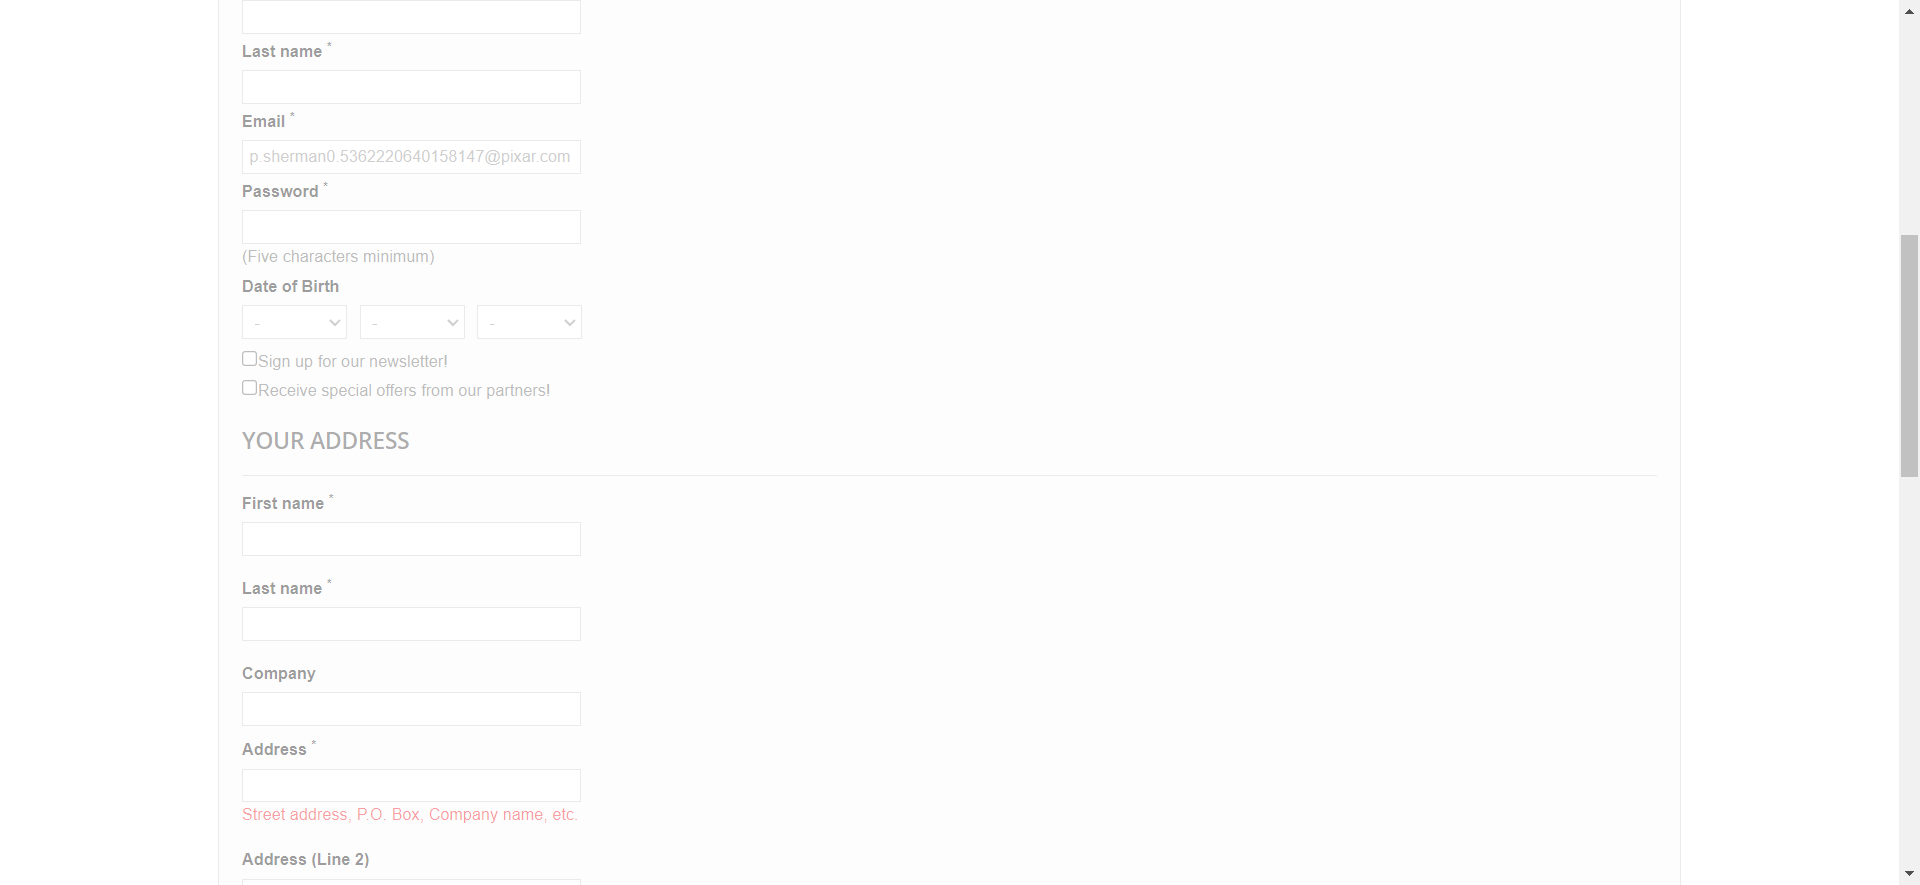 Last name *
Email *
p.sherman0.5362220640158147@pixar.com
Password *
(Five characters minimum)
Date of Birth
- - -
Sign up for our newsletter!
Receive special offers from our partners!
YOUR ADDRESS
First name *
Last name *
Company
Address *
Street address, P.O. Box, Company name, etc.
Address (Line 2)